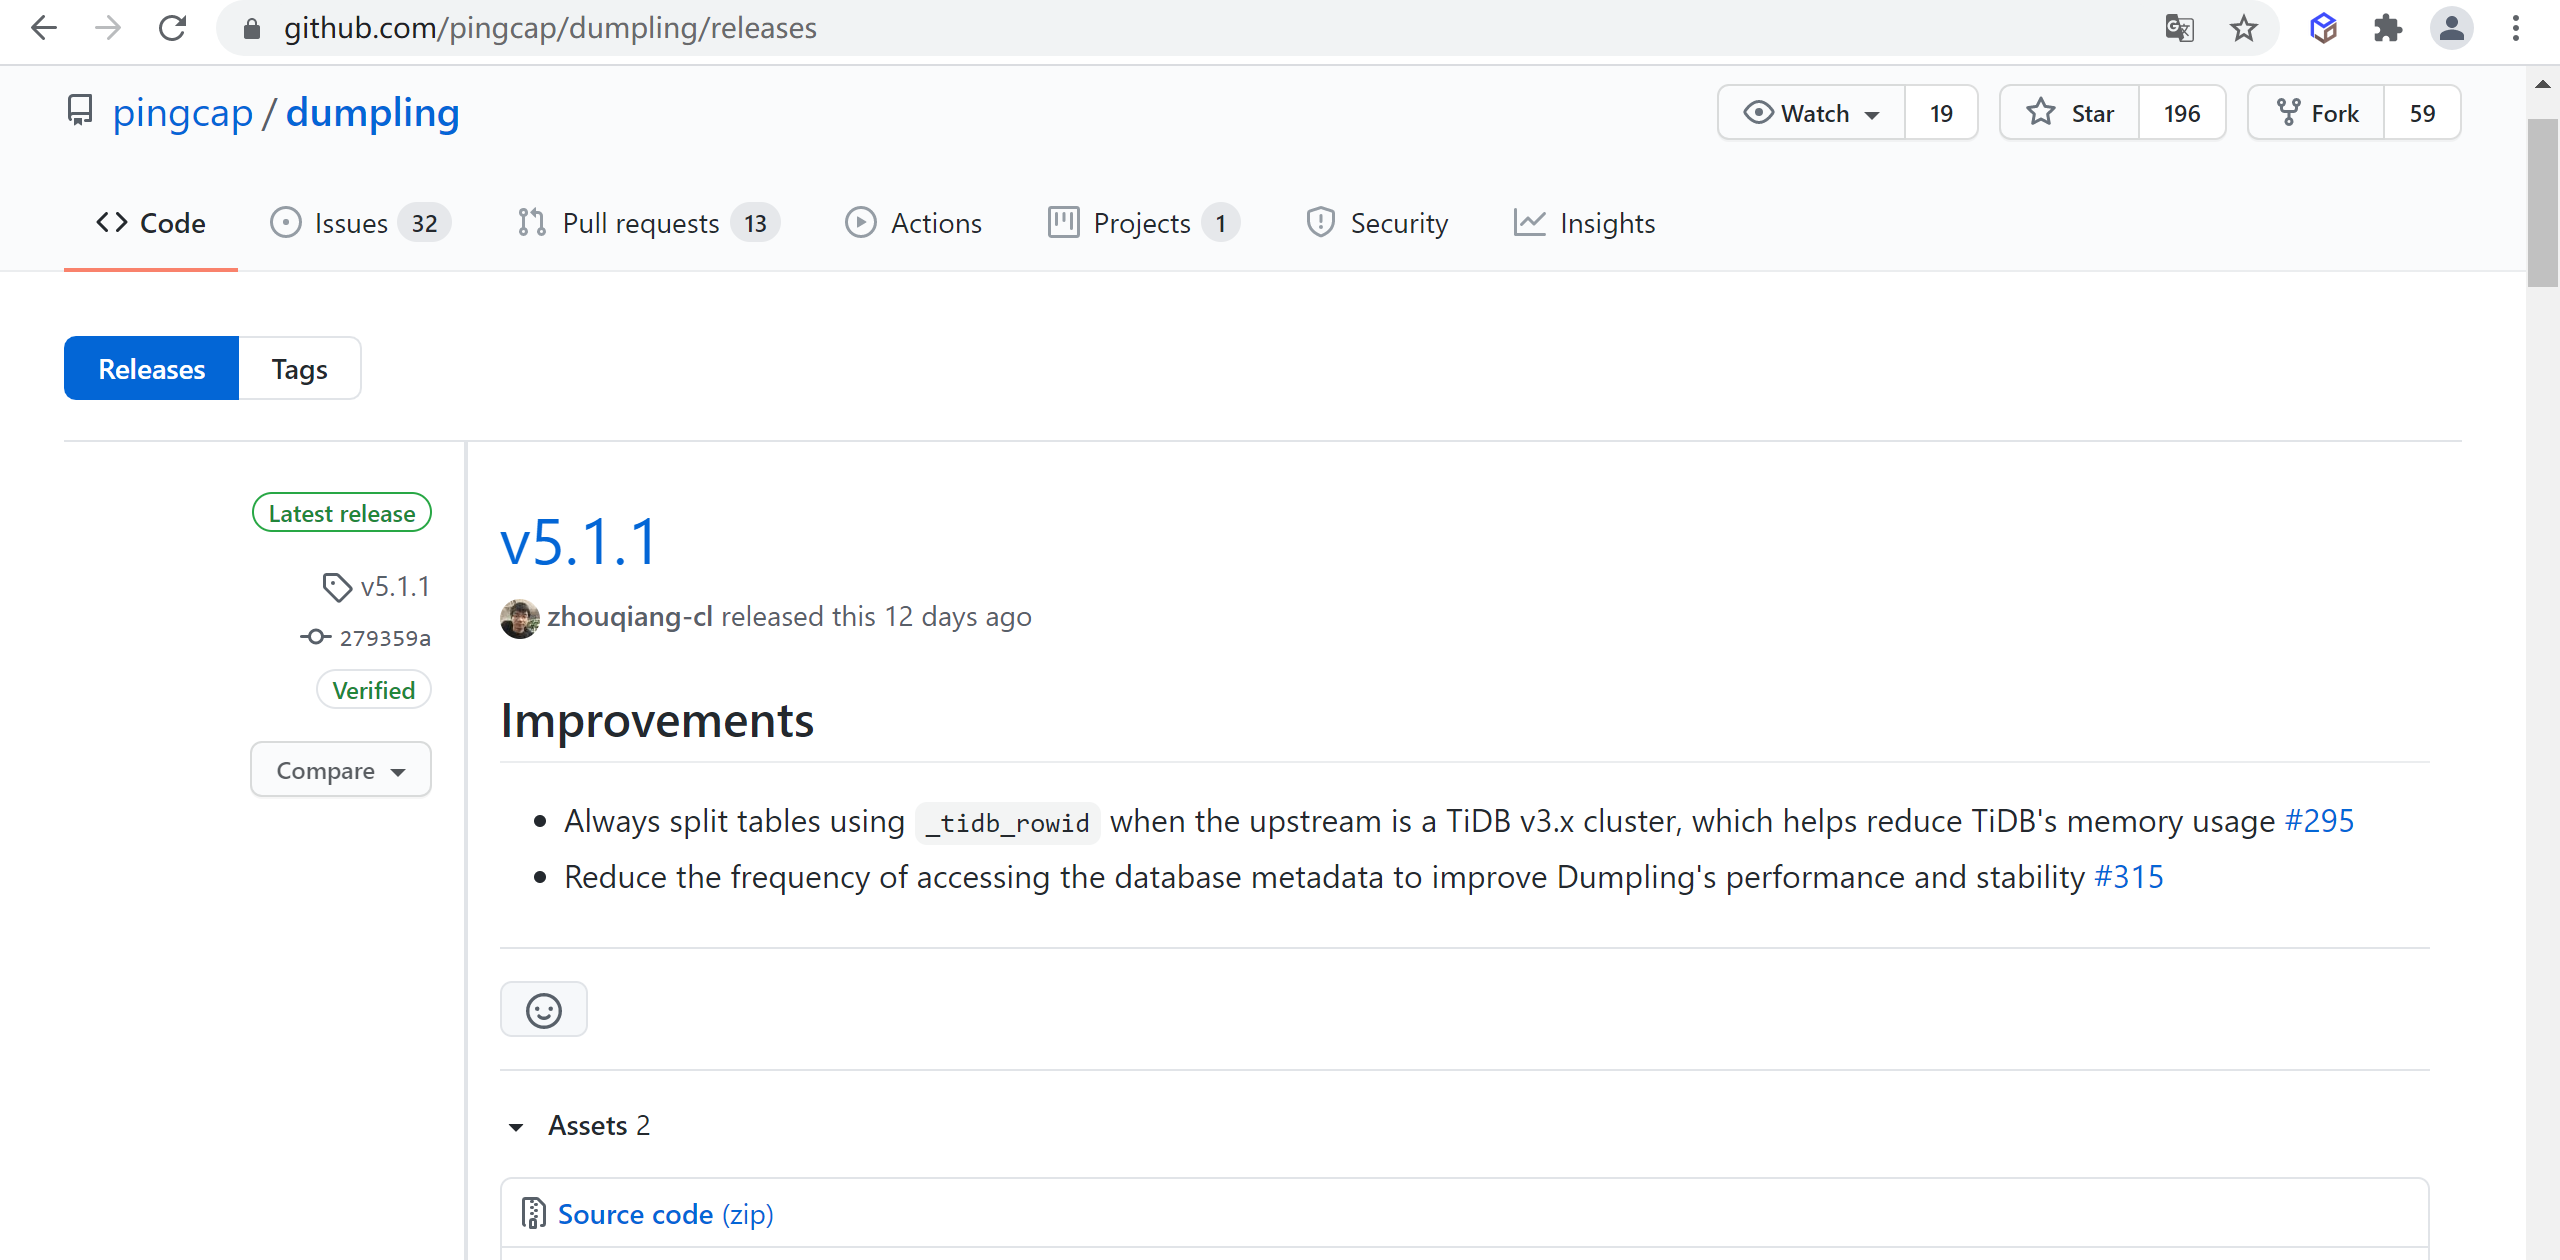 github.com/pingcap/dumpling/releases
pingcap / dumpling
Watch 19 Star 196 Fork 59
Code Issues 32 Pull requests 13 Actions Projects 1 Security Insights
Releases Tags
Latest release
v5.1.1
279359a
Verified
Compare
v5.1.1
zhouqiang-cl released this 12 days ago
Improvements
Always split tables using _tidb_rowid when the upstream is a TiDB v3.x cluster, which helps reduce TiDB's memory usage #295
Reduce the frequency of accessing the database metadata to improve Dumpling's performance and stability #315
Assets 2
Source code (zip)